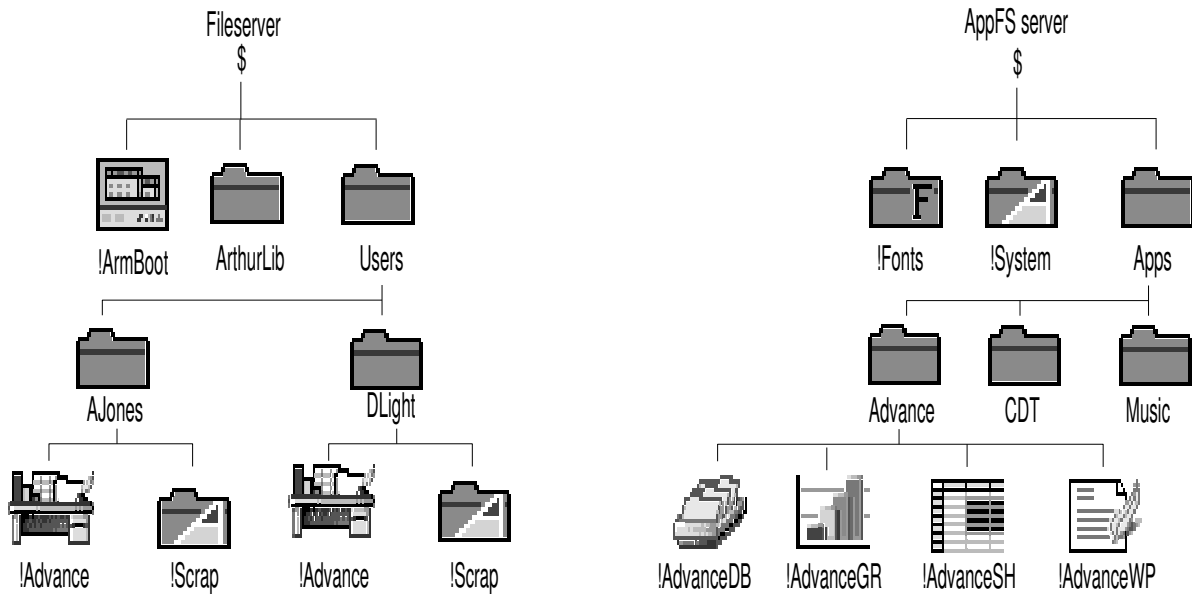 Fileserver
$
!ArmBoot
ArthurLib
Users
AJones
DLight
!Advance
!Scrap
!Advance
!Scrap
AppFS server
$
!Fonts
!System
Apps
Advance
CDT
Music
!AdvanceDB
!AdvanceGR
!AdvanceSH
!AdvanceWP